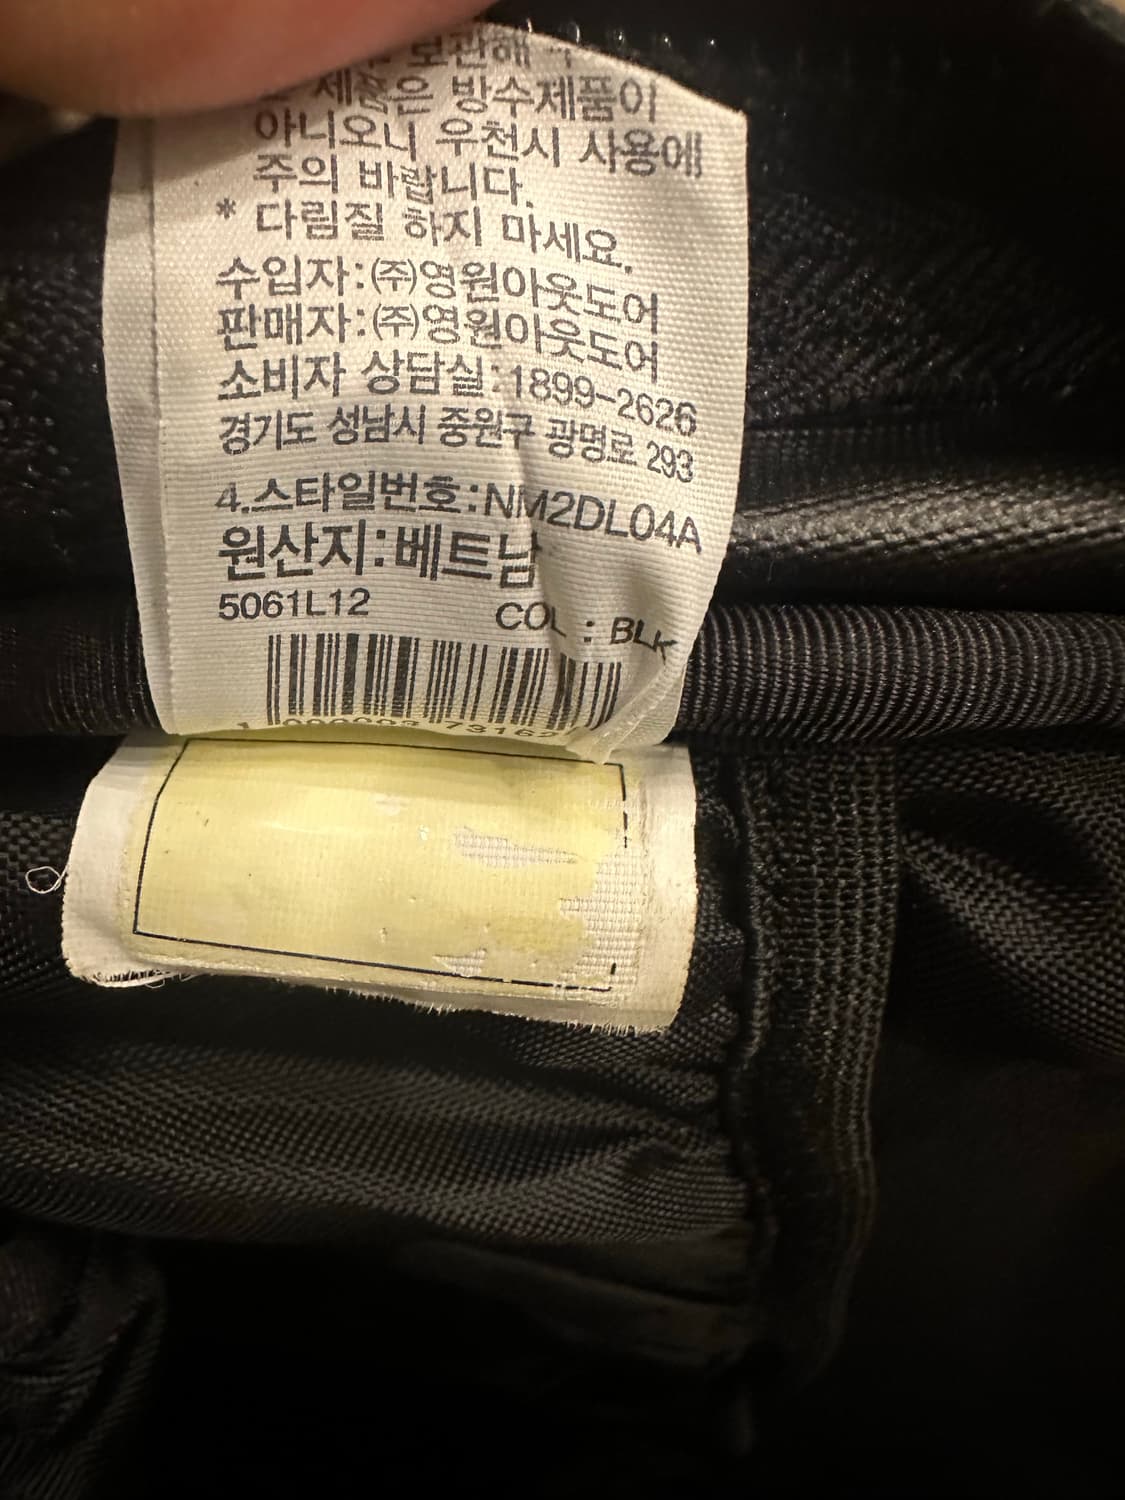 보관해
제품은 방수제품이
아니오니 우천시 사용에
주의 바랍니다.
* 다림질 하지 마세요.
수입자:㈜영원아웃도어
판매자:㈜영원아웃도어
소비자 상담실:1899-2626
경기도 성남시 중원구 광명로 293
4.스타일번호:NM2DL04A
원산지:베트남
5061L12 COL : BLK